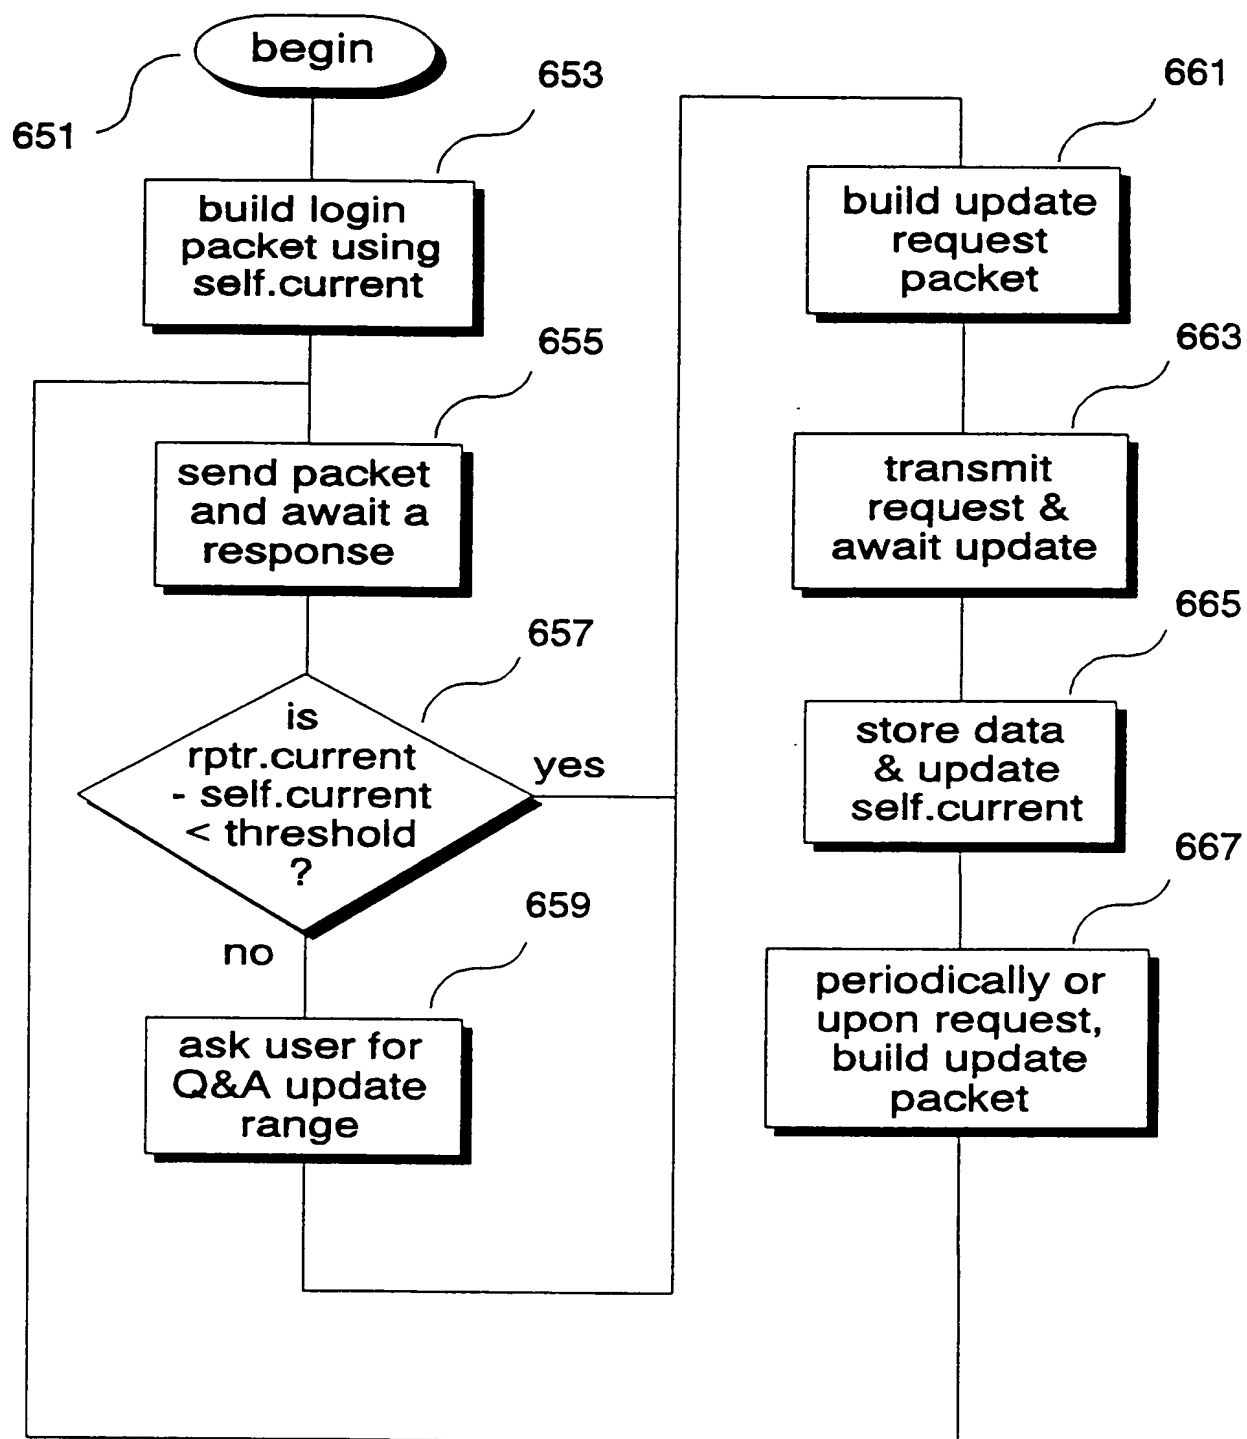 begin
651
653
build login
packet using
self.current
655
send packet
and await a
response
657
is
rptr.current
- self.current
< threshold
?
yes
no
659
ask user for
Q&A update
range
661
build update
request
packet
663
transmit
request &
await update
665
store data
& update
self.current
667
periodically or
upon request,
build update
packet